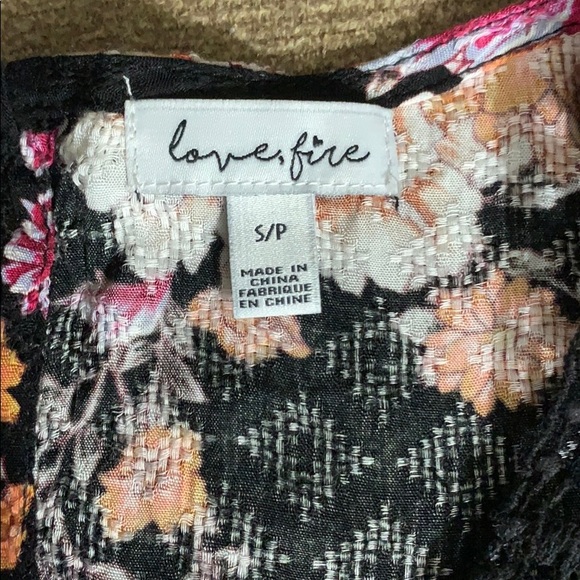 love, fire
S/P
MADE IN
CHINA
FABRIQUE
EN CHINE